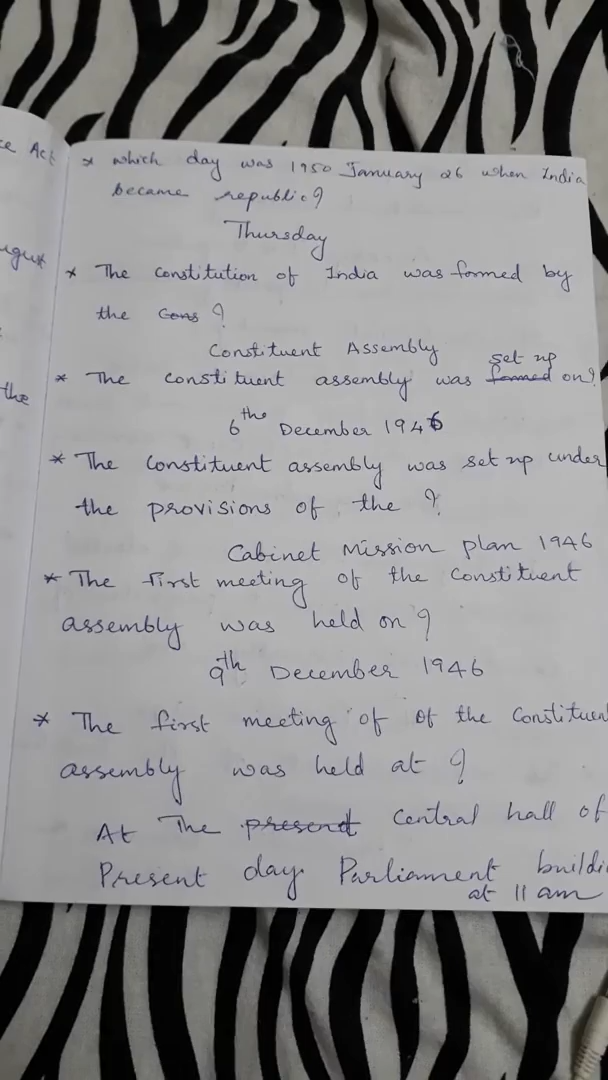 ce Act
ugust
the
* which day was 1950 January 26 when India
became republic?
Thursday
* The constitution of India was formed by
the Cons ?
Constituent Assembly
set up
* The constituent assembly was formed on?
6 the December 1946
* The Constituent assembly was set up under
the provisions of the ?
Cabinet Mission plan 1946
* The first meeting of the Constituent
assembly was held on ?
9th December 1946
* The first meeting of of the Constituen
assembly was held at ?
At The present Central hall of
Present day Parliament buildi
at 11 am